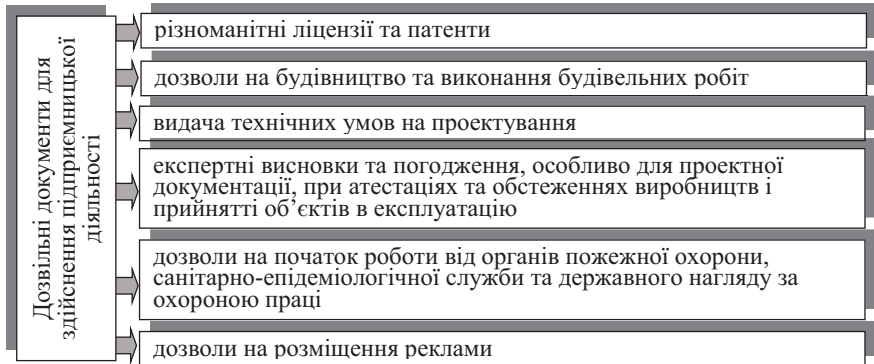 Дозвільні документи для
здійснення підприємницької
діяльності
різноманітні ліцензії та патенти
дозволи на будівництво та виконання будівельних робіт
видача технічних умов на проектування
експертні висновки та погодження, особливо для проектної
документації, при атестаціях та обстеженнях виробництв і
прийнятті об’єктів в експлуатацію
дозволи на початок роботи від органів пожежної охорони,
санітарно-епідеміологічної служби та державного нагляду за
охороною праці
дозволи на розміщення реклами